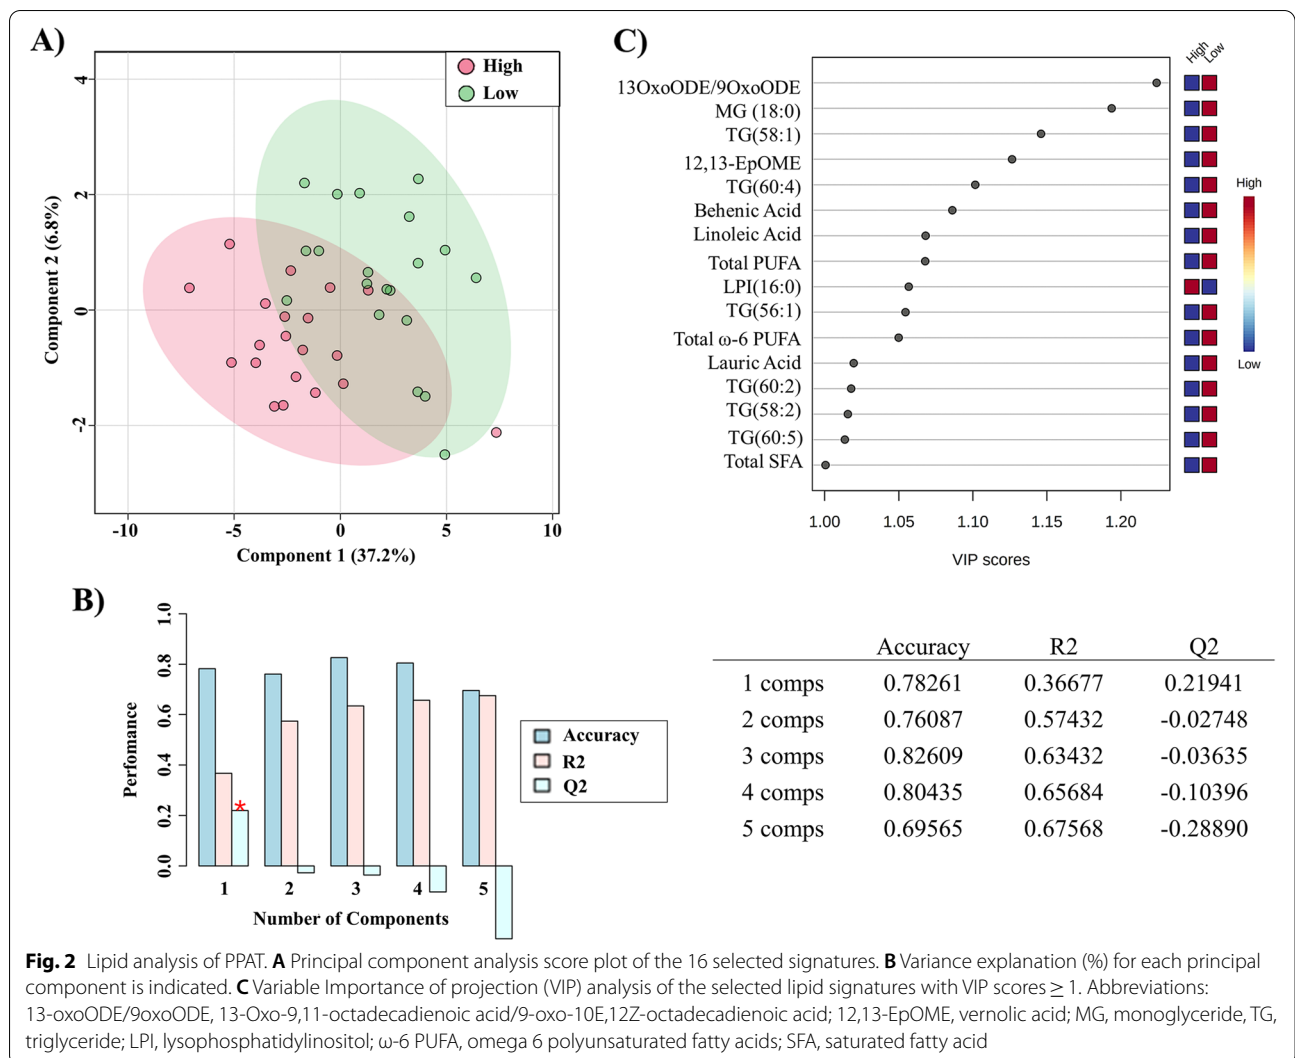 A)
High
Low
4
2
0
-2
-10
-5
0
5
10
Component 2 (6.8%)
Component 1 (37.2%)
C)
High
Low
13OxoODE/9OxoODE
MG (18:0)
TG(58:1)
12,13-EpOME
TG(60:4)
Behenic Acid
Linoleic Acid
Total PUFA
LPI(16:0)
TG(56:1)
Total ω-6 PUFA
Lauric Acid
TG(60:2)
TG(58:2)
TG(60:5)
Total SFA
1.00
1.05
1.10
1.15
1.20
VIP scores
High
Low
B)
1.0
0.8
0.6
0.4
0.2
0.0
Perfomance
*
1
2
3
4
5
Number of Components
Accuracy
R2
Q2
Accuracy R2 Q2
1 comps 0.78261 0.36677 0.21941
2 comps 0.76087 0.57432 -0.02748
3 comps 0.82609 0.63432 -0.03635
4 comps 0.80435 0.65684 -0.10396
5 comps 0.69565 0.67568 -0.28890
Fig. 2 Lipid analysis of PPAT. A Principal component analysis score plot of the 16 selected signatures. B Variance explanation (%) for each principal
component is indicated. C Variable Importance of projection (VIP) analysis of the selected lipid signatures with VIP scores ≥ 1. Abbreviations:
13-oxoODE/9oxoODE, 13-Oxo-9,11-octadecadienoic acid/9-oxo-10E,12Z-octadecadienoic acid; 12,13-EpOME, vernolic acid; MG, monoglyceride, TG,
triglyceride; LPI, lysophosphatidylinositol; ω-6 PUFA, omega 6 polyunsaturated fatty acids; SFA, saturated fatty acid